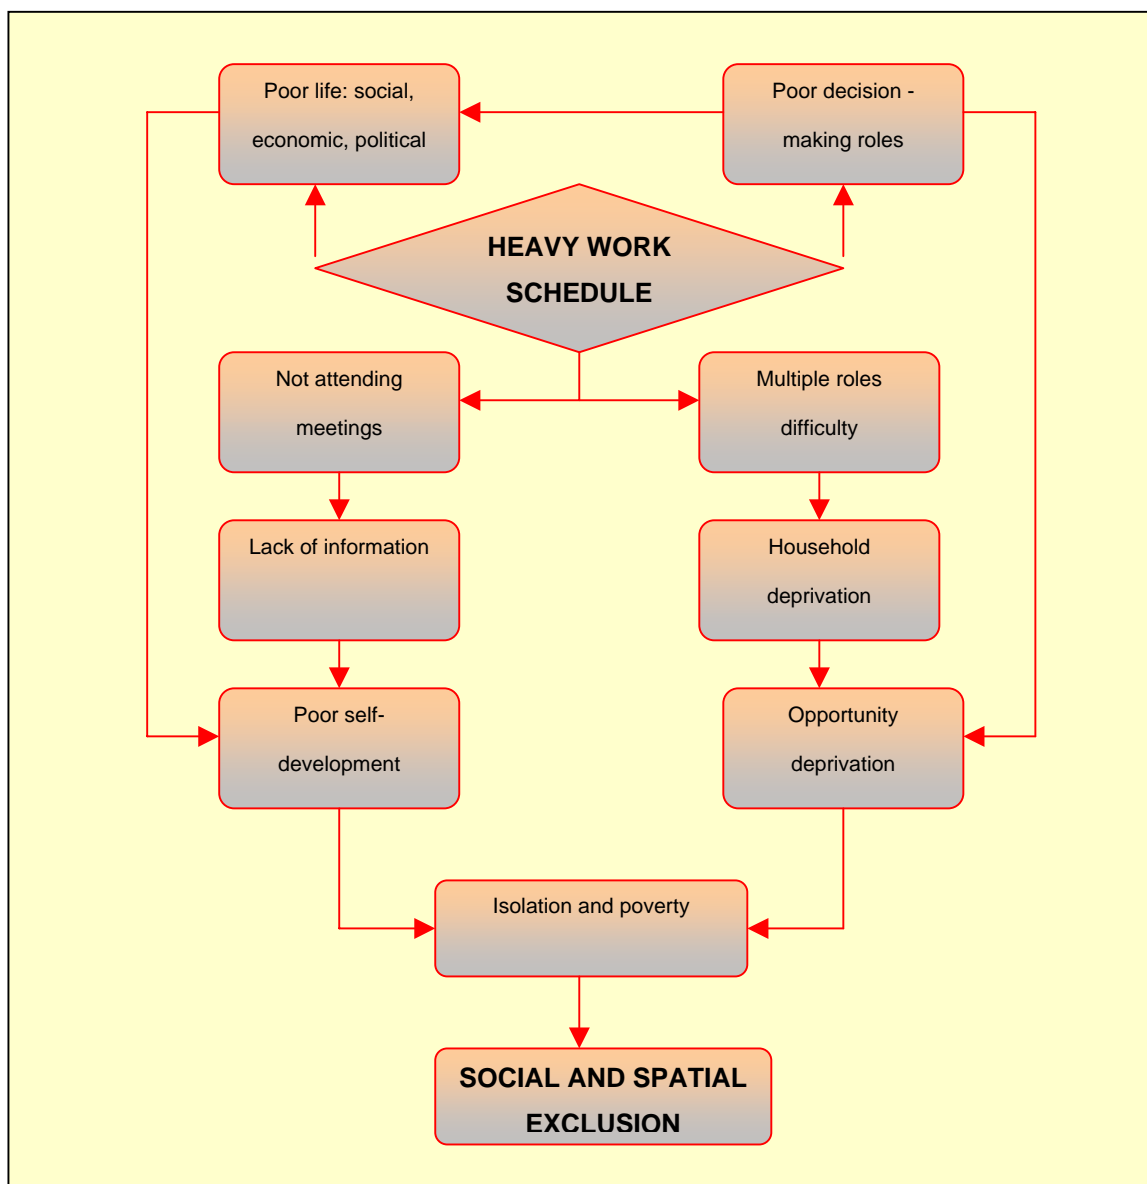 Poor life: social,
economic, political
Poor decision -
making roles
HEAVY WORK
SCHEDULE
Not attending
meetings
Multiple roles
difficulty
Lack of information
Household
deprivation
Poor self-
development
Opportunity
deprivation
Isolation and poverty
SOCIAL AND SPATIAL
EXCLUSION